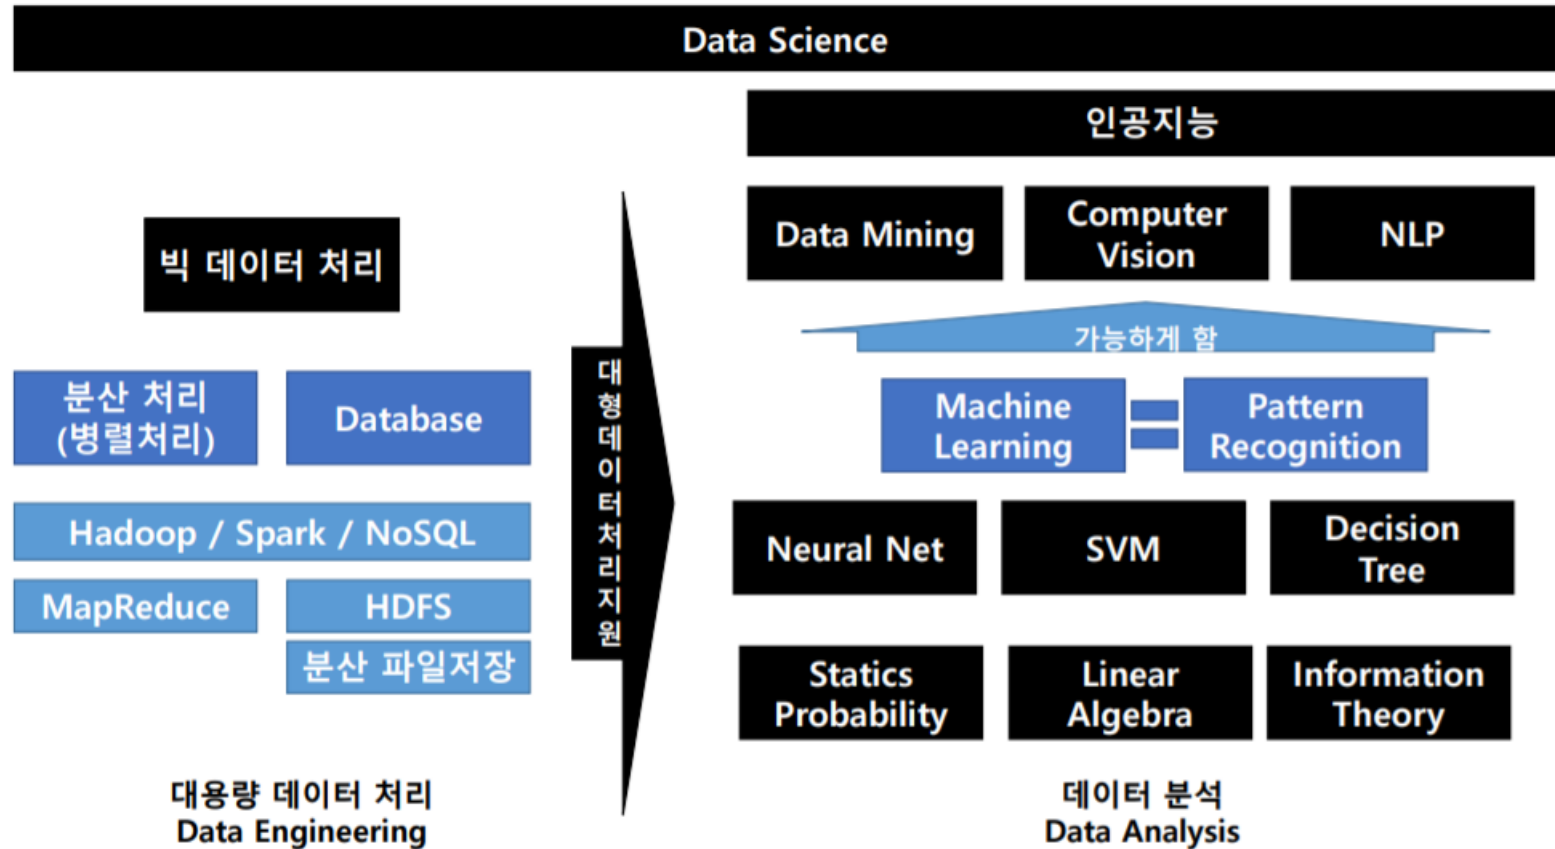 Data Science
인공지능
Data Mining
Computer
Vision
NLP
빅 데이터 처리
가능하게 함
분산 처리
(병렬처리)
Database
Hadoop / Spark / NoSQL
MapReduce
HDFS
분산 파일저장
대형데이터처리지원
Machine
Learning
Pattern
Recognition
Neural Net
SVM
Decision
Tree
Statics
Probability
Linear
Algebra
Information
Theory
대용량 데이터 처리
Data Engineering
데이터 분석
Data Analysis